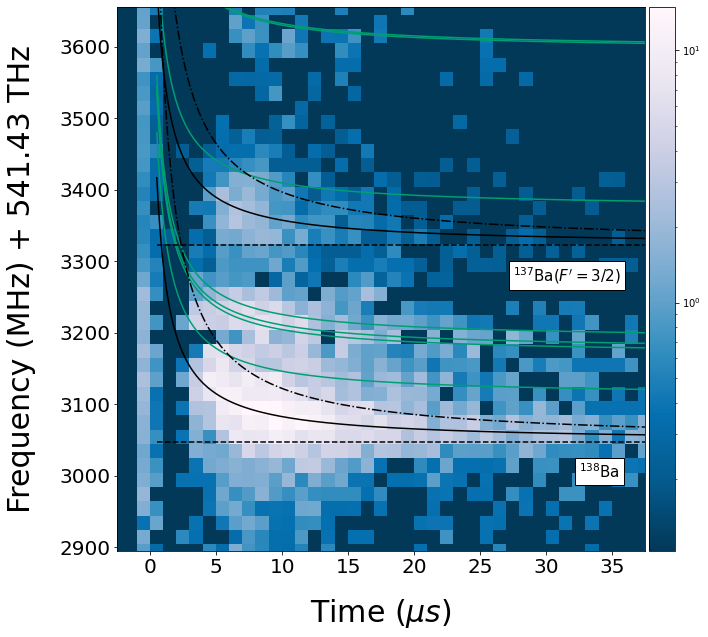 Frequency (MHz) + 541.43 THz
3600
3500
3400
3300
3200
3100
3000
2900
0 5 10 15 20 25 30 35
Time (μs)
¹³⁷Ba(F′ = 3/2)
¹³⁸Ba
10¹
10⁰